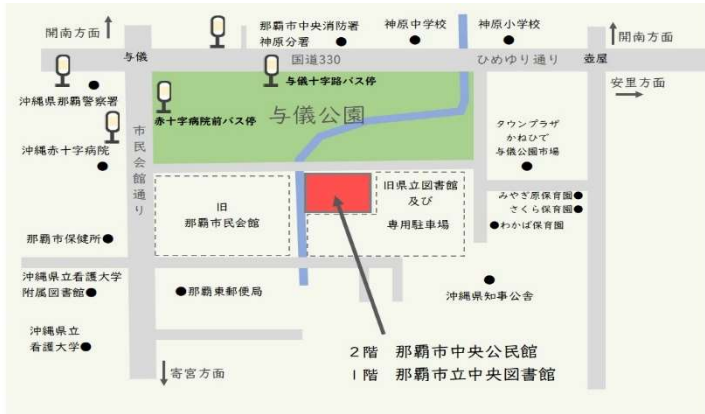 開南方面
那覇市中央消防署
神原分署
神原中学校
神原小学校
開南方面
与儀
国道330
ひめゆり通り
壺屋
安里方面
沖縄県那覇警察署
与儀十字路バス停
赤十字病院前バス停
与儀公園
タウンプラザ
かねひで
与儀公園市場
沖縄赤十字病院
市民会館通り
旧
那覇市民会館
旧県立図書館
及び
専用駐車場
みやぎ原保育園
さくら保育園
わかば保育園
那覇市保健所
沖縄県立看護大学
附属図書館
那覇東郵便局
沖縄県知事公舎
沖縄県立
看護大学
寄宮方面
2階 那覇市中央公民館
1階 那覇市立中央図書館